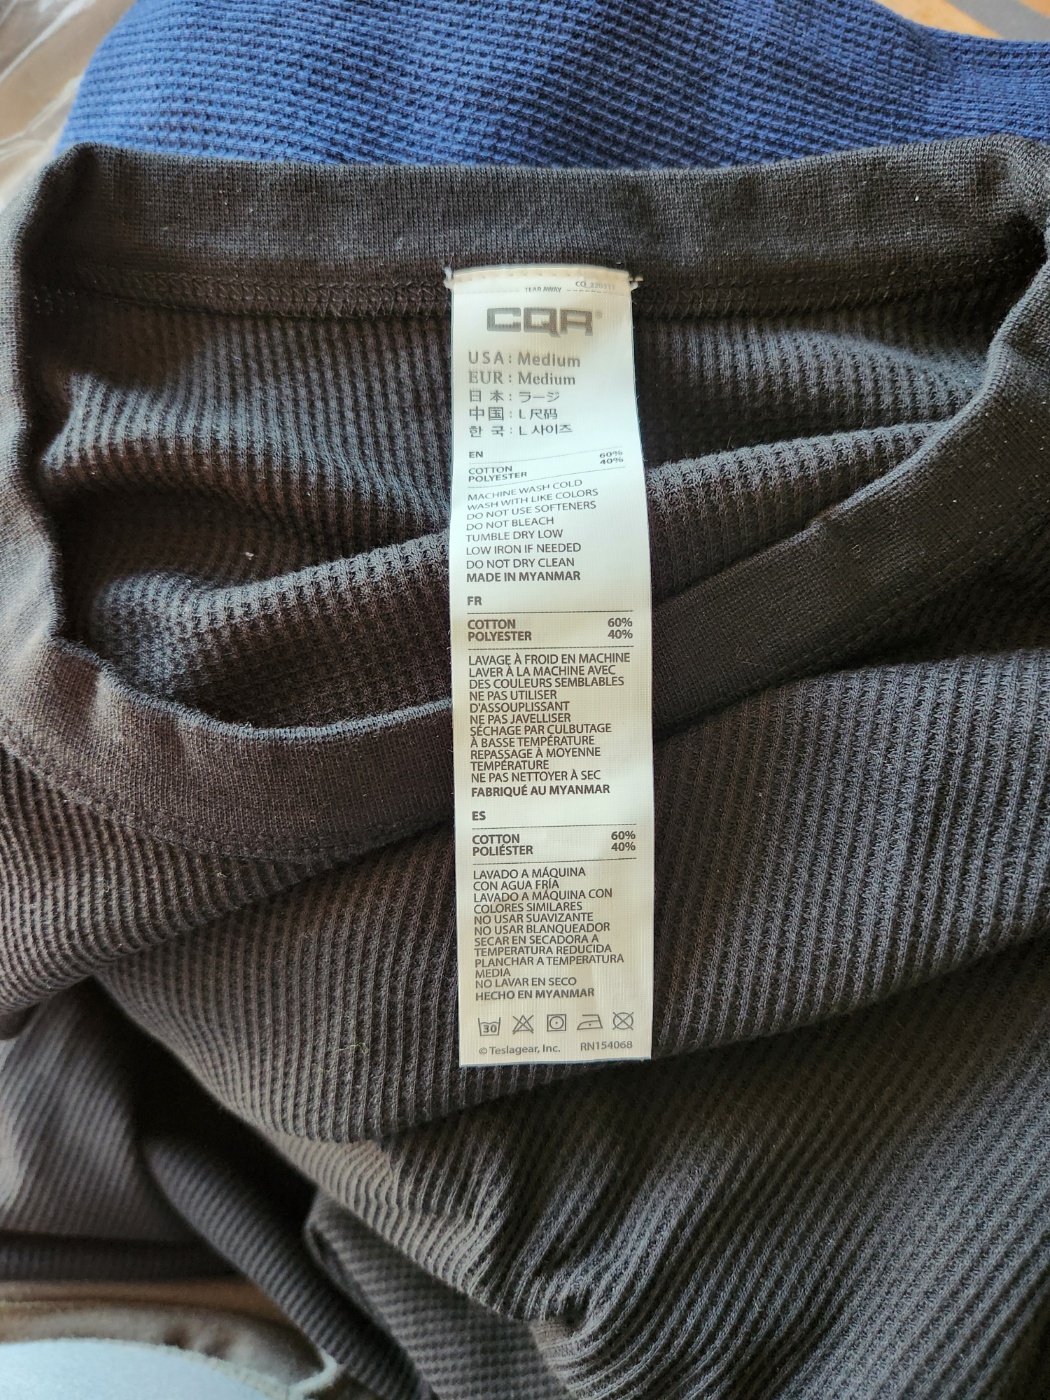 TEAR AWAY
CQR®
USA : Medium
EUR : Medium
日 本 : ラージ
中国 : L 尺码
한 국 : L 사이즈
EN
COTTON 60%
POLYESTER 40%
MACHINE WASH COLD
WASH WITH LIKE COLORS
DO NOT USE SOFTENERS
DO NOT BLEACH
TUMBLE DRY LOW
LOW IRON IF NEEDED
DO NOT DRY CLEAN
MADE IN MYANMAR
FR
COTTON 60%
POLYESTER 40%
LAVAGE À FROID EN MACHINE
LAVER À LA MACHINE AVEC
DES COULEURS SEMBLABLES
NE PAS UTILISER
D'ASSOUPLISSANT
NE PAS JAVELLISER
SÉCHAGE PAR CULBUTAGE
À BASSE TEMPÉRATURE
REPASSAGE À MOYENNE
TEMPÉRATURE
NE PAS NETTOYER À SEC
FABRIQUÉ AU MYANMAR
ES
COTTON 60%
POLIÉSTER 40%
LAVADO A MÁQUINA
CON AGUA FRÍA
LAVADO A MÁQUINA CON
COLORES SIMILARES
NO USAR SUAVIZANTE
NO USAR BLANQUEADOR
SECAR EN SECADORA A
TEMPERATURA REDUCIDA
PLANCHAR A TEMPERATURA
MEDIA
NO LAVAR EN SECO
HECHO EN MYANMAR
30
© Teslagear, Inc. RN154068